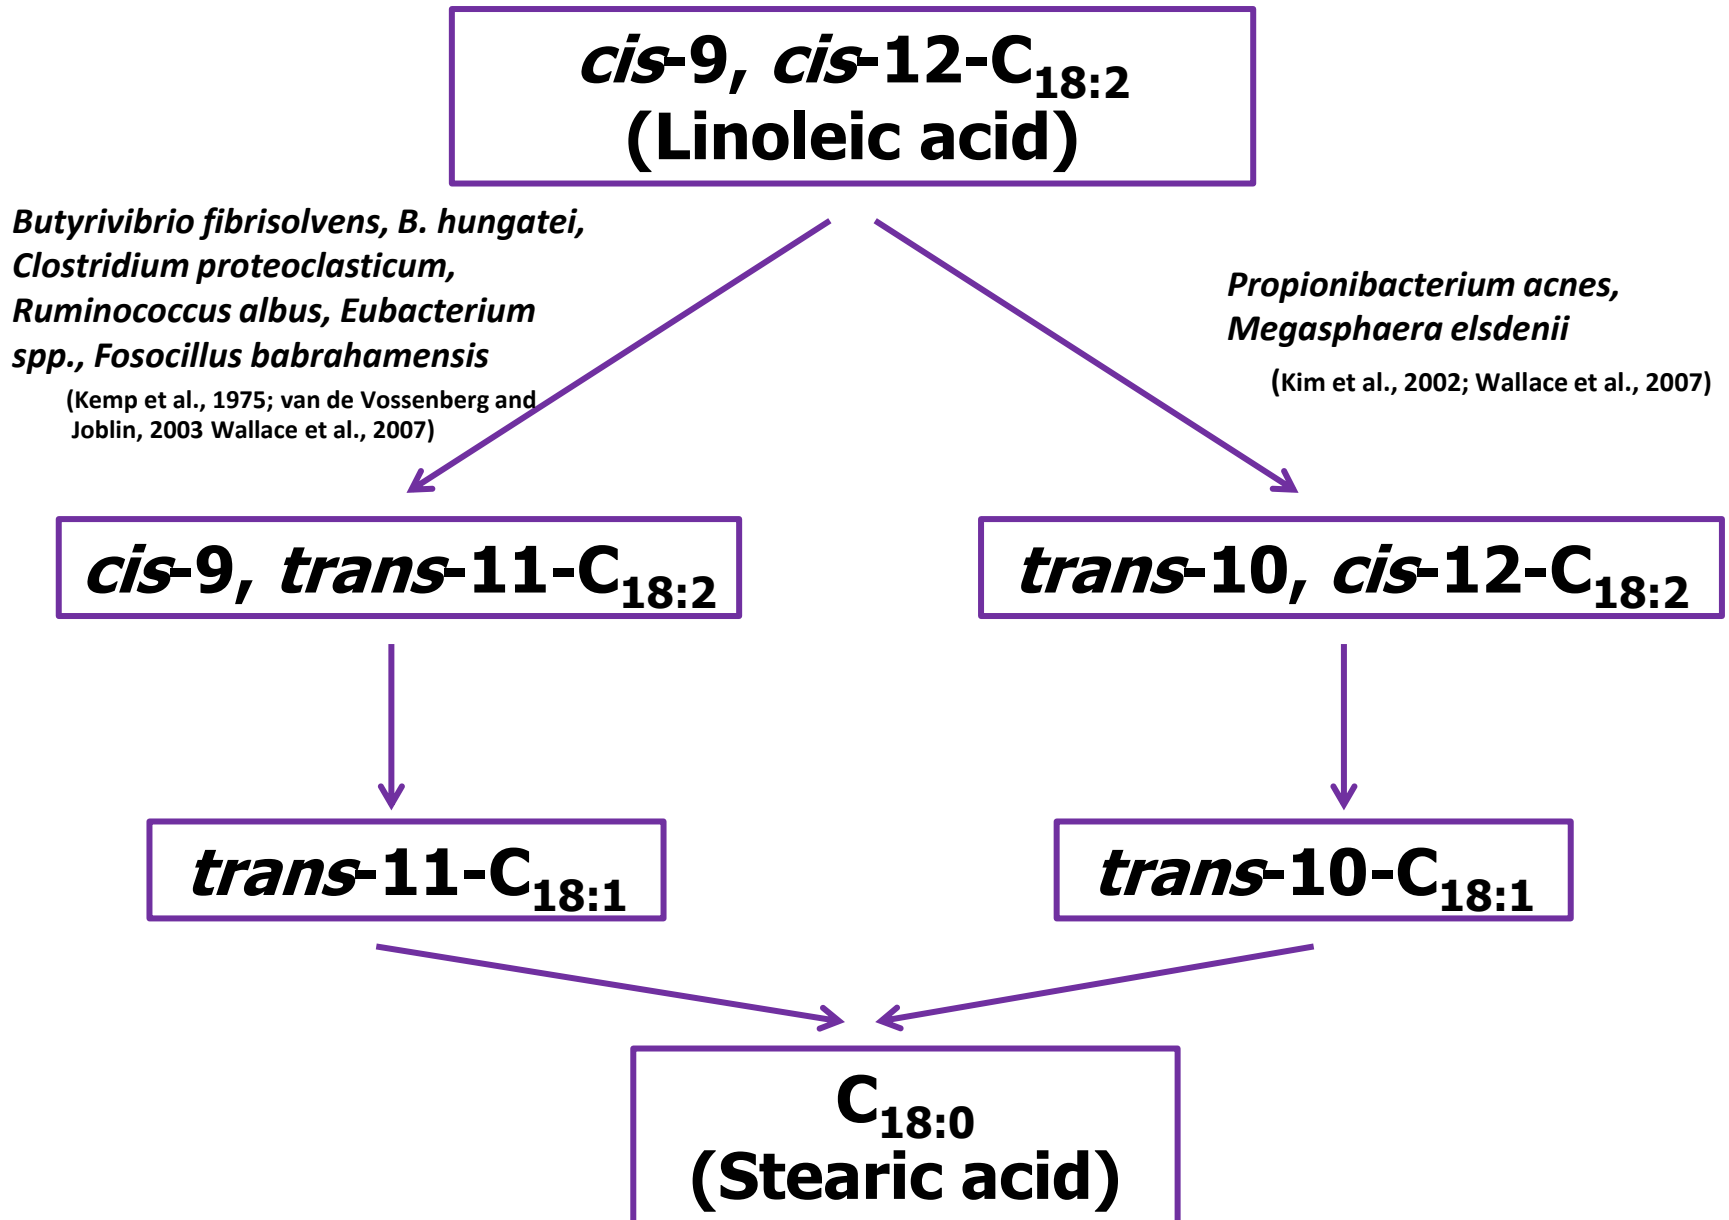 cis-9, cis-12-C18:2
(Linoleic acid)
Butyrivibrio fibrisolvens, B. hungatei,
Clostridium proteoclasticum,
Ruminococcus albus, Eubacterium
spp., Fosocillus babrahamensis
(Kemp et al., 1975; van de Vossenberg and
Joblin, 2003 Wallace et al., 2007)
Propionibacterium acnes,
Megasphaera elsdenii
(Kim et al., 2002; Wallace et al., 2007)
cis-9, trans-11-C18:2
trans-10, cis-12-C18:2
trans-11-C18:1
trans-10-C18:1
C18:0
(Stearic acid)